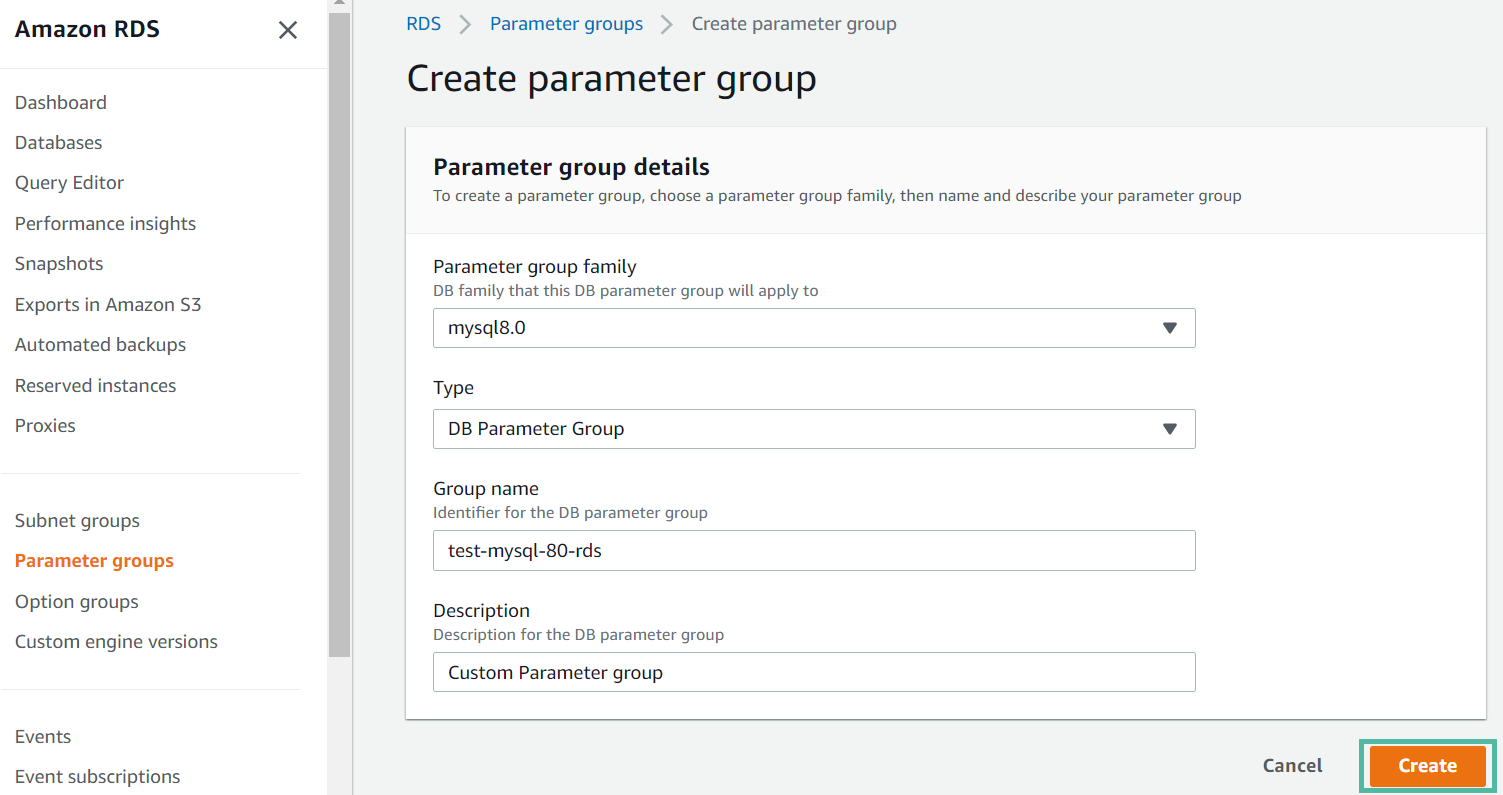 Amazon RDS
Dashboard
Databases
Query Editor
Performance insights
Snapshots
Exports in Amazon S3
Automated backups
Reserved instances
Proxies
Subnet groups
Parameter groups
Option groups
Custom engine versions
Events
Event subscriptions
RDS > Parameter groups > Create parameter group
Create parameter group
Parameter group details
To create a parameter group, choose a parameter group family, then name and describe your parameter group
Parameter group family
DB family that this DB parameter group will apply to
mysql8.0
Type
DB Parameter Group
Group name
Identifier for the DB parameter group
test-mysql-80-rds
Description
Description for the DB parameter group
Custom Parameter group
Cancel Create